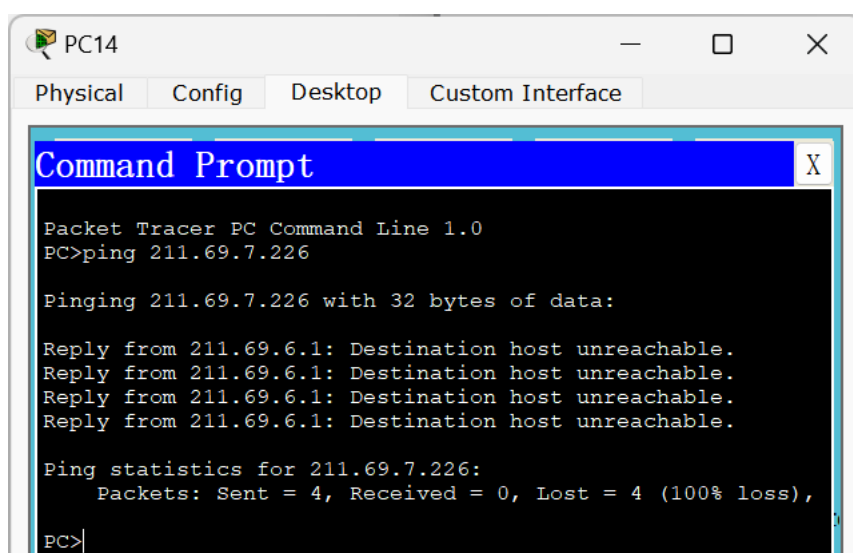 PC14
Physical Config Desktop Custom Interface
Command Prompt X
Packet Tracer PC Command Line 1.0
PC>ping 211.69.7.226
Pinging 211.69.7.226 with 32 bytes of data:
Reply from 211.69.6.1: Destination host unreachable.
Reply from 211.69.6.1: Destination host unreachable.
Reply from 211.69.6.1: Destination host unreachable.
Reply from 211.69.6.1: Destination host unreachable.
Ping statistics for 211.69.7.226:
Packets: Sent = 4, Received = 0, Lost = 4 (100% loss),
PC>